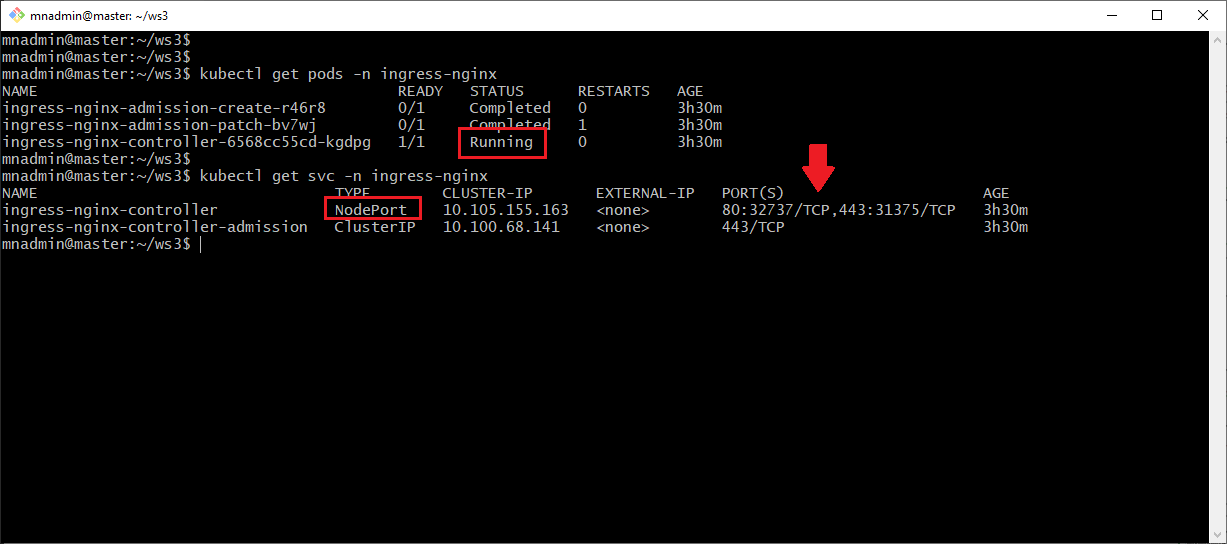 mnadmin@master: ~/ws3
mnadmin@master:~/ws3$
mnadmin@master:~/ws3$
mnadmin@master:~/ws3$ kubectl get pods -n ingress-nginx
NAME READY STATUS RESTARTS AGE
ingress-nginx-admission-create-r46r8 0/1 Completed 0 3h30m
ingress-nginx-admission-patch-bv7wj 0/1 Completed 1 3h30m
ingress-nginx-controller-6568cc55cd-kgdpg 1/1 Running 0 3h30m
mnadmin@master:~/ws3$
mnadmin@master:~/ws3$ kubectl get svc -n ingress-nginx
NAME TYPE CLUSTER-IP EXTERNAL-IP PORT(S) AGE
ingress-nginx-controller NodePort 10.105.155.163 <none> 80:32737/TCP,443:31375/TCP 3h30m
ingress-nginx-controller-admission ClusterIP 10.100.68.141 <none> 443/TCP 3h30m
mnadmin@master:~/ws3$